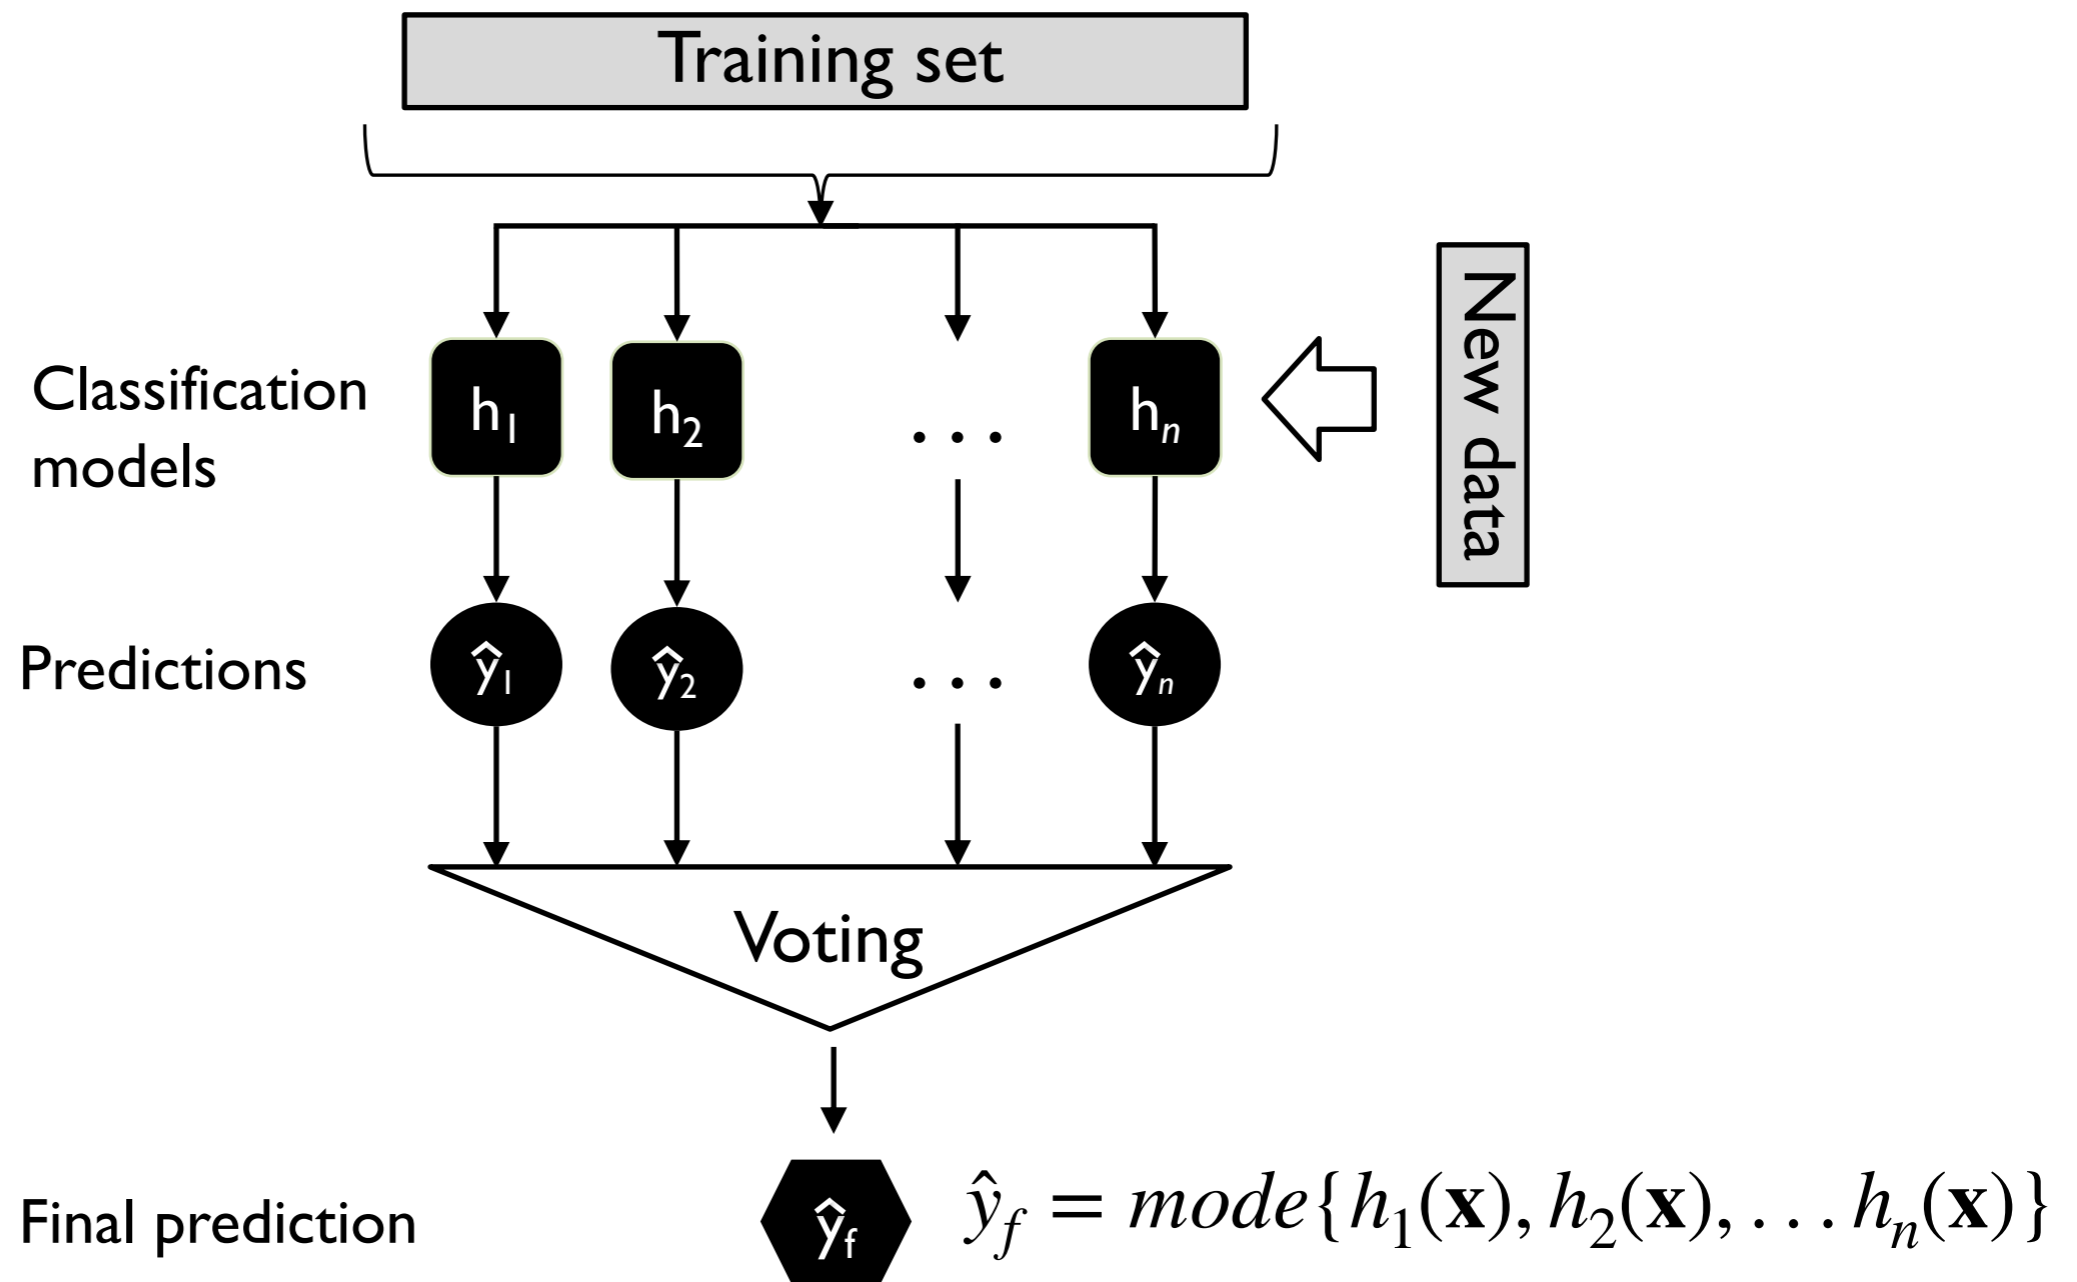 Training set
New data
Classification
models
h₁ h₂ . . . hₙ
Predictions
ŷ₁ ŷ₂ . . . ŷₙ
Voting
Final prediction
ŷf
ŷf = mode{h₁(x), h₂(x), . . . hₙ(x)}